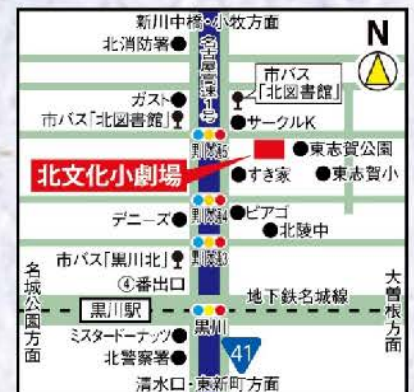 新川中橋・小牧方面
N
北消防署
名古屋高速1号
市バス
「北図書館」
ガスト
市バス「北図書館」
サークルK
東志賀公園
北文化小劇場
すき家
東志賀小
デニーズ
ピアゴ
北陵中
市バス「黒川北」
④番出口
名城公園方面
大曽根方面
地下鉄名城線
黒川駅
黒川
ミスタードーナッツ
北警察署
41
清水口・東新町方面